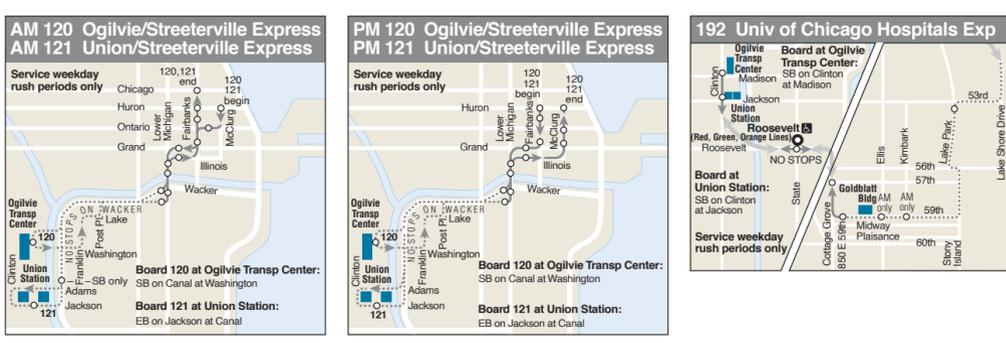 AM 120 Ogilvie/Streeterville Express
AM 121 Union/Streeterville Express
Service weekday
rush periods only
120,121
end
120
121
begin
Chicago
Huron
Ontario
Grand
Lower
Michigan
Fairbanks
McClurg
Illinois
Wacker
NO STOPS ON WACKER
Lake
Post Pl
Washington
Franklin
Ogilvie
Transp
Center
120
Clinton
Union
Station
SB only
Adams
Jackson
121
Board 120 at Ogilvie Transp Center:
SB on Canal at Washington
Board 121 at Union Station:
EB on Jackson at Canal
PM 120 Ogilvie/Streeterville Express
PM 121 Union/Streeterville Express
Service weekday
rush periods only
120
121
begin
120
121
end
Huron
Grand
Lower
Michigan
Fairbanks
McClurg
Illinois
Wacker
NO STOPS ON WACKER
Lake
Post Pl
Washington
Franklin
Ogilvie
Transp
Center
120
Clinton
Union
Station
Adams
Jackson
121
Board 120 at Ogilvie Transp Center:
SB on Canal at Washington
Board 121 at Union Station:
EB on Jackson at Canal
192 Univ of Chicago Hospitals Exp
Ogilvie
Transp
Center
Madison
Clinton
Jackson
Union
Station
Board at Ogilvie
Transp Center:
SB on Clinton
at Madison
Roosevelt
(Red, Green, Orange Lines)
Roosevelt
NO STOPS
State
Board at
Union Station:
SB on Clinton
at Jackson
Service weekday
rush periods only
53rd
Lake Park
Lake Shore Drive
Ellis
Kimbark
56th
57th
Goldblatt
Bldg
AM
only
AM
only
59th
Midway
Plaisance
60th
Cottage Grove
850 E 59th
Stony
Island